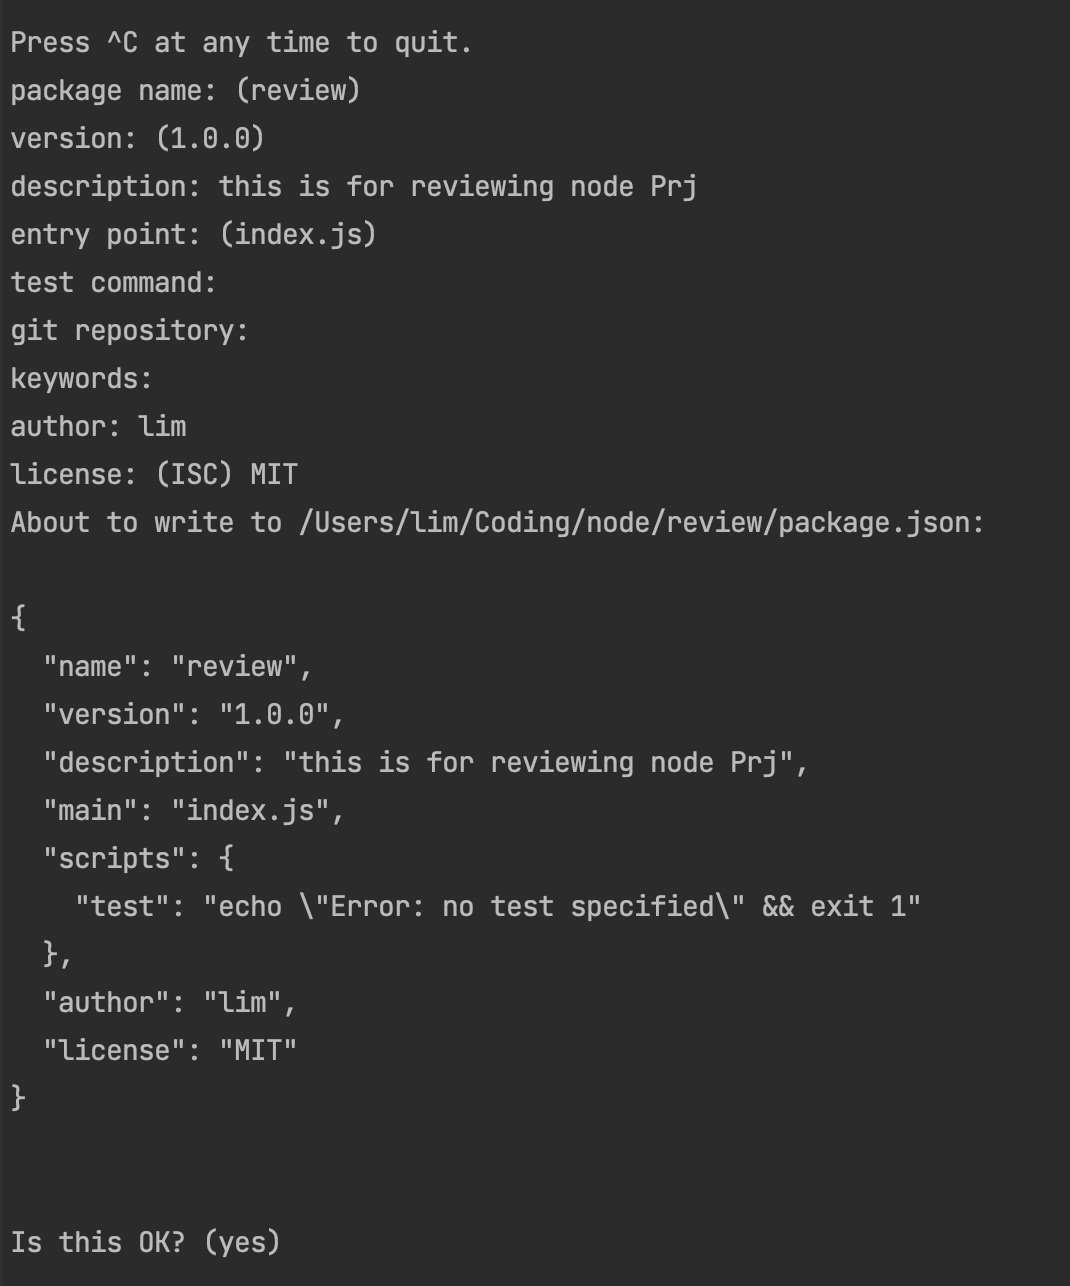 Press ^C at any time to quit.
package name: (review)
version: (1.0.0)
description: this is for reviewing node Prj
entry point: (index.js)
test command:
git repository:
keywords:
author: lim
license: (ISC) MIT
About to write to /Users/lim/Coding/node/review/package.json:

{
  "name": "review",
  "version": "1.0.0",
  "description": "this is for reviewing node Prj",
  "main": "index.js",
  "scripts": {
    "test": "echo \"Error: no test specified\" && exit 1"
  },
  "author": "lim",
  "license": "MIT"
}

Is this OK? (yes)